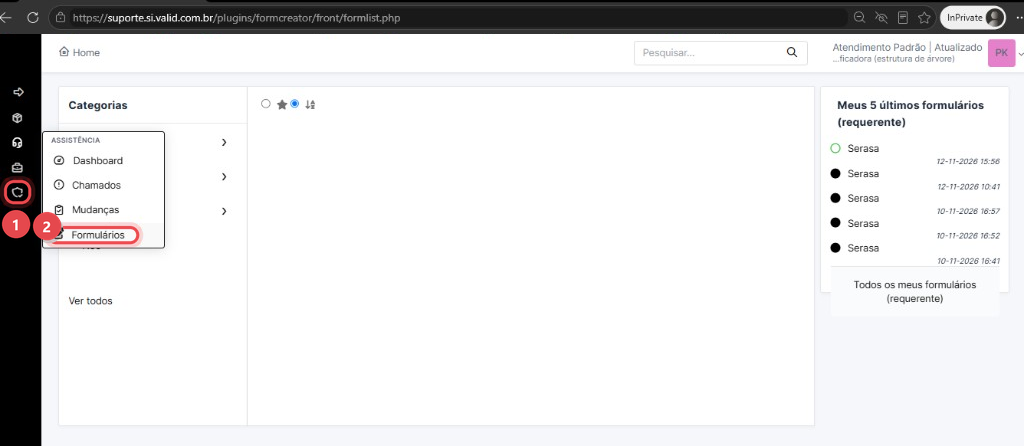 https://suporte.si.valid.com.br/plugins/formcreator/front/formlist.php
InPrivate
Home
Pesquisar...
Atendimento Padrão | Atualizado
...ficadora (estrutura de árvore)
PK
Categorias
ASSISTÊNCIA
Dashboard
Chamados
Mudanças
Formulários
1
2
Ver todos
Meus 5 últimos formulários
(requerente)
Serasa
12-11-2026 15:56
Serasa
12-11-2026 10:41
Serasa
10-11-2026 16:57
Serasa
10-11-2026 16:52
Serasa
10-11-2026 16:41
Todos os meus formulários
(requerente)